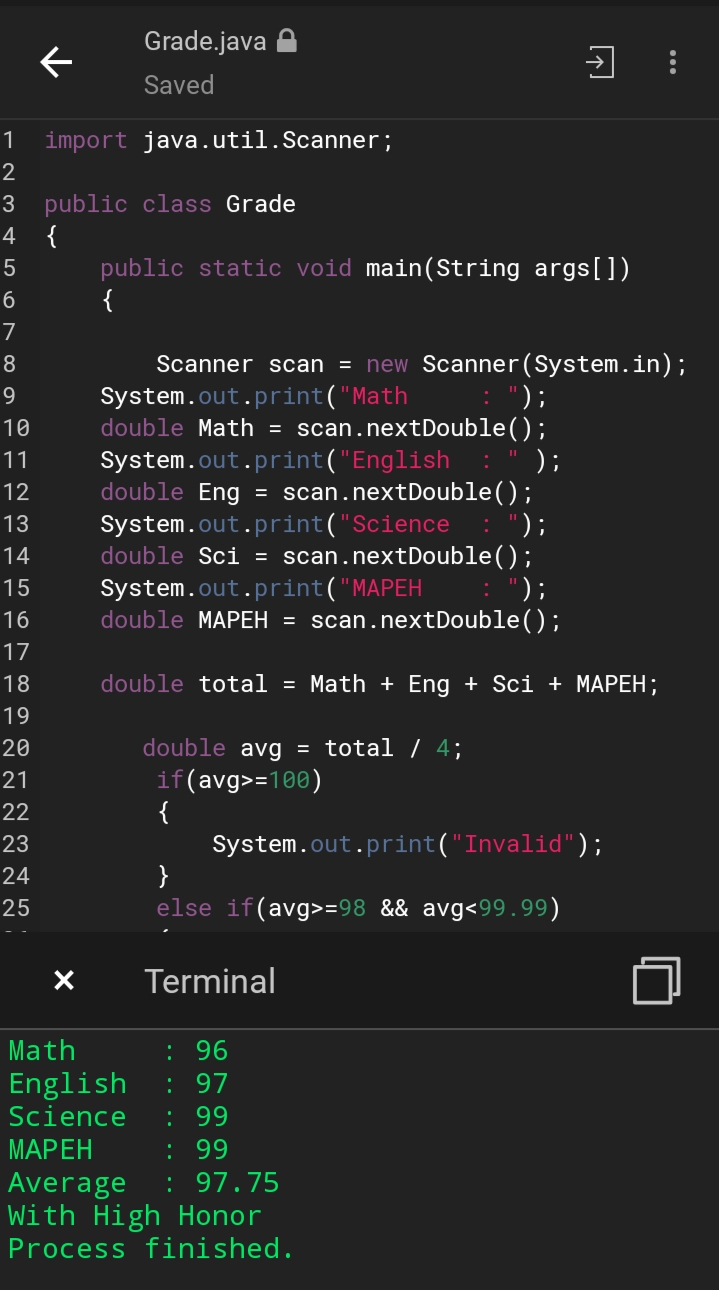 Grade.java
Saved
1 import java.util.Scanner;
2
3 public class Grade
4 {
5     public static void main(String args[])
6     {
7
8         Scanner scan = new Scanner(System.in);
9     System.out.print("Math     : ");
10     double Math = scan.nextDouble();
11     System.out.print("English  : " );
12     double Eng = scan.nextDouble();
13     System.out.print("Science  : ");
14     double Sci = scan.nextDouble();
15     System.out.print("MAPEH    : ");
16     double MAPEH = scan.nextDouble();
17
18     double total = Math + Eng + Sci + MAPEH;
19
20        double avg = total / 4;
21         if(avg>=100)
22         {
23             System.out.print("Invalid");
24         }
25         else if(avg>=98 && avg<99.99)
Terminal
Math     : 96
English  : 97
Science  : 99
MAPEH    : 99
Average  : 97.75
With High Honor
Process finished.